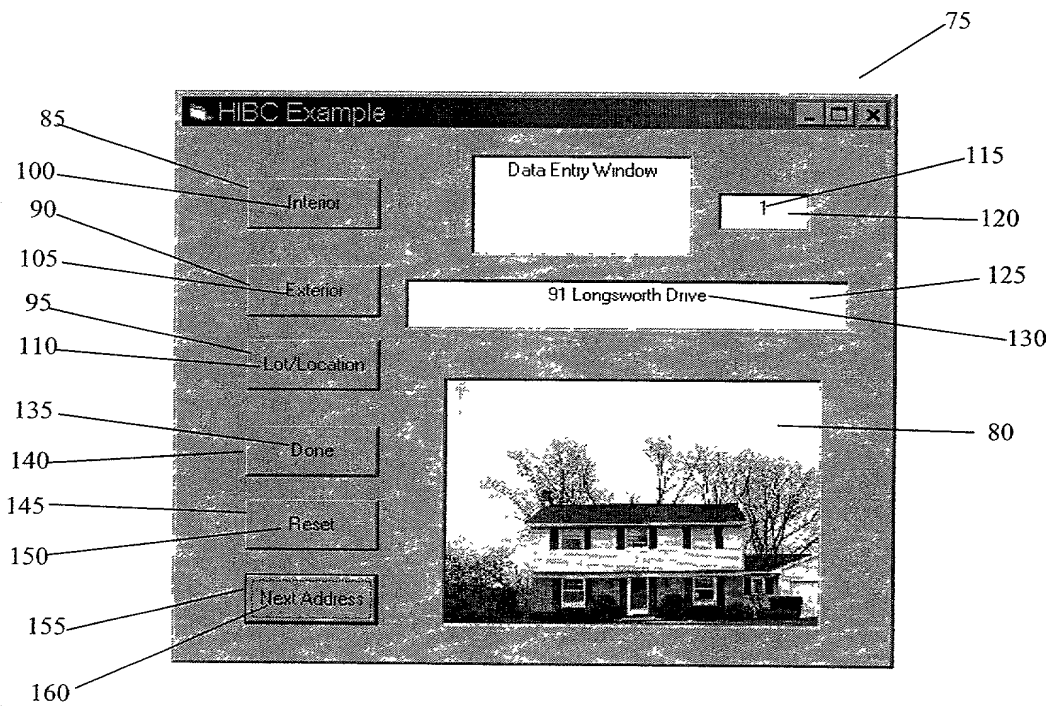 75
HIBC Example
85
100
90
105
95
110
135
140
145
150
155
160
Interior
Exterior
Lot/Location
Done
Reset
Next Address
Data Entry Window
1
115
120
125
91 Longsworth Drive
130
80